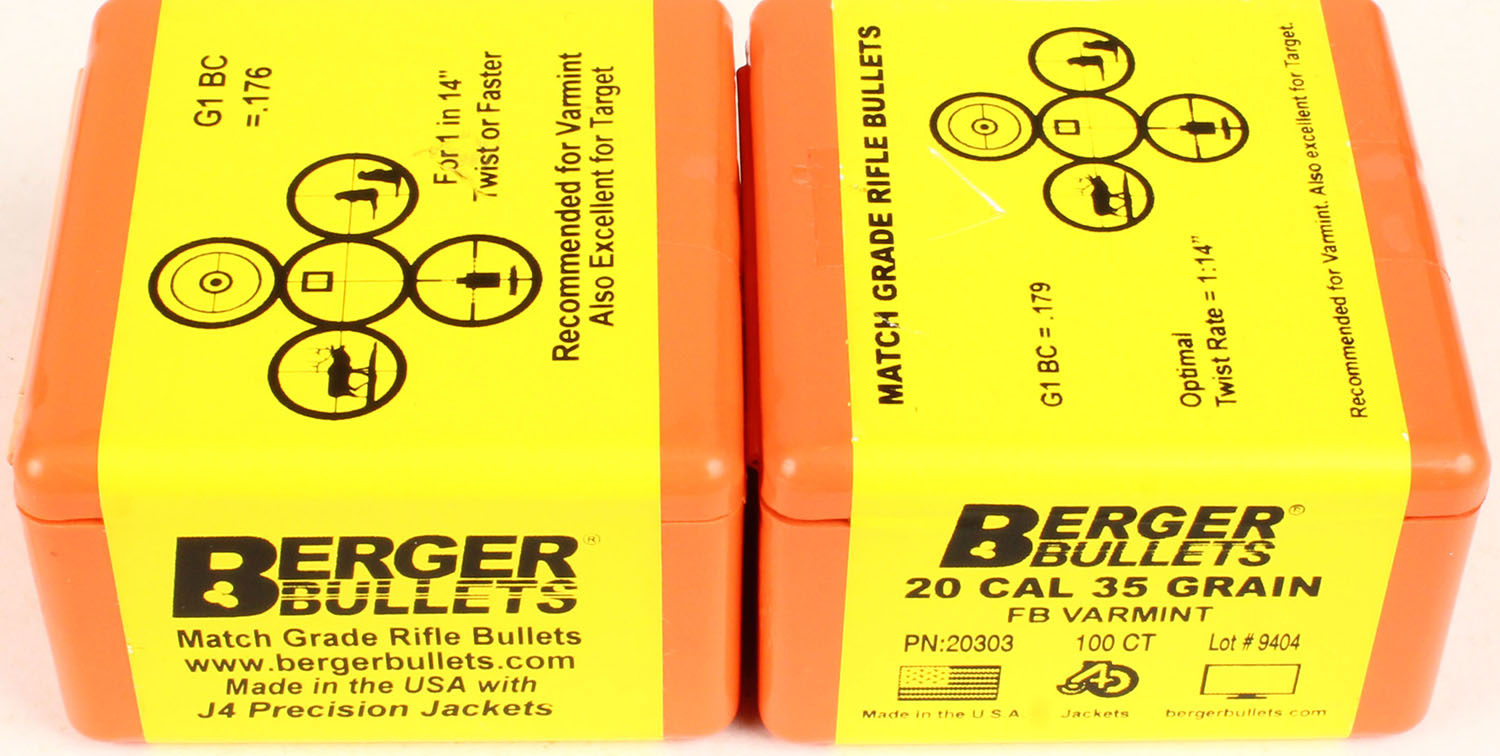 G1 BC
=.176
For 1 in 14"
Twist or Faster
Recommended for Varmint
Also Excellent for Target
BERGER®
BULLETS
Match Grade Rifle Bullets
www.bergerbullets.com
Made in the USA with
J4 Precision Jackets
MATCH GRADE RIFLE BULLETS
G1 BC = .179
Optimal
Twist Rate = 1:14"
Recommended for Varmint. Also excellent for Target.
BERGER®
BULLETS
20 CAL 35 GRAIN
FB VARMINT
PN:20303 100 CT Lot # 9404
J4
Made in the U S A. Jackets bergerbullets.com